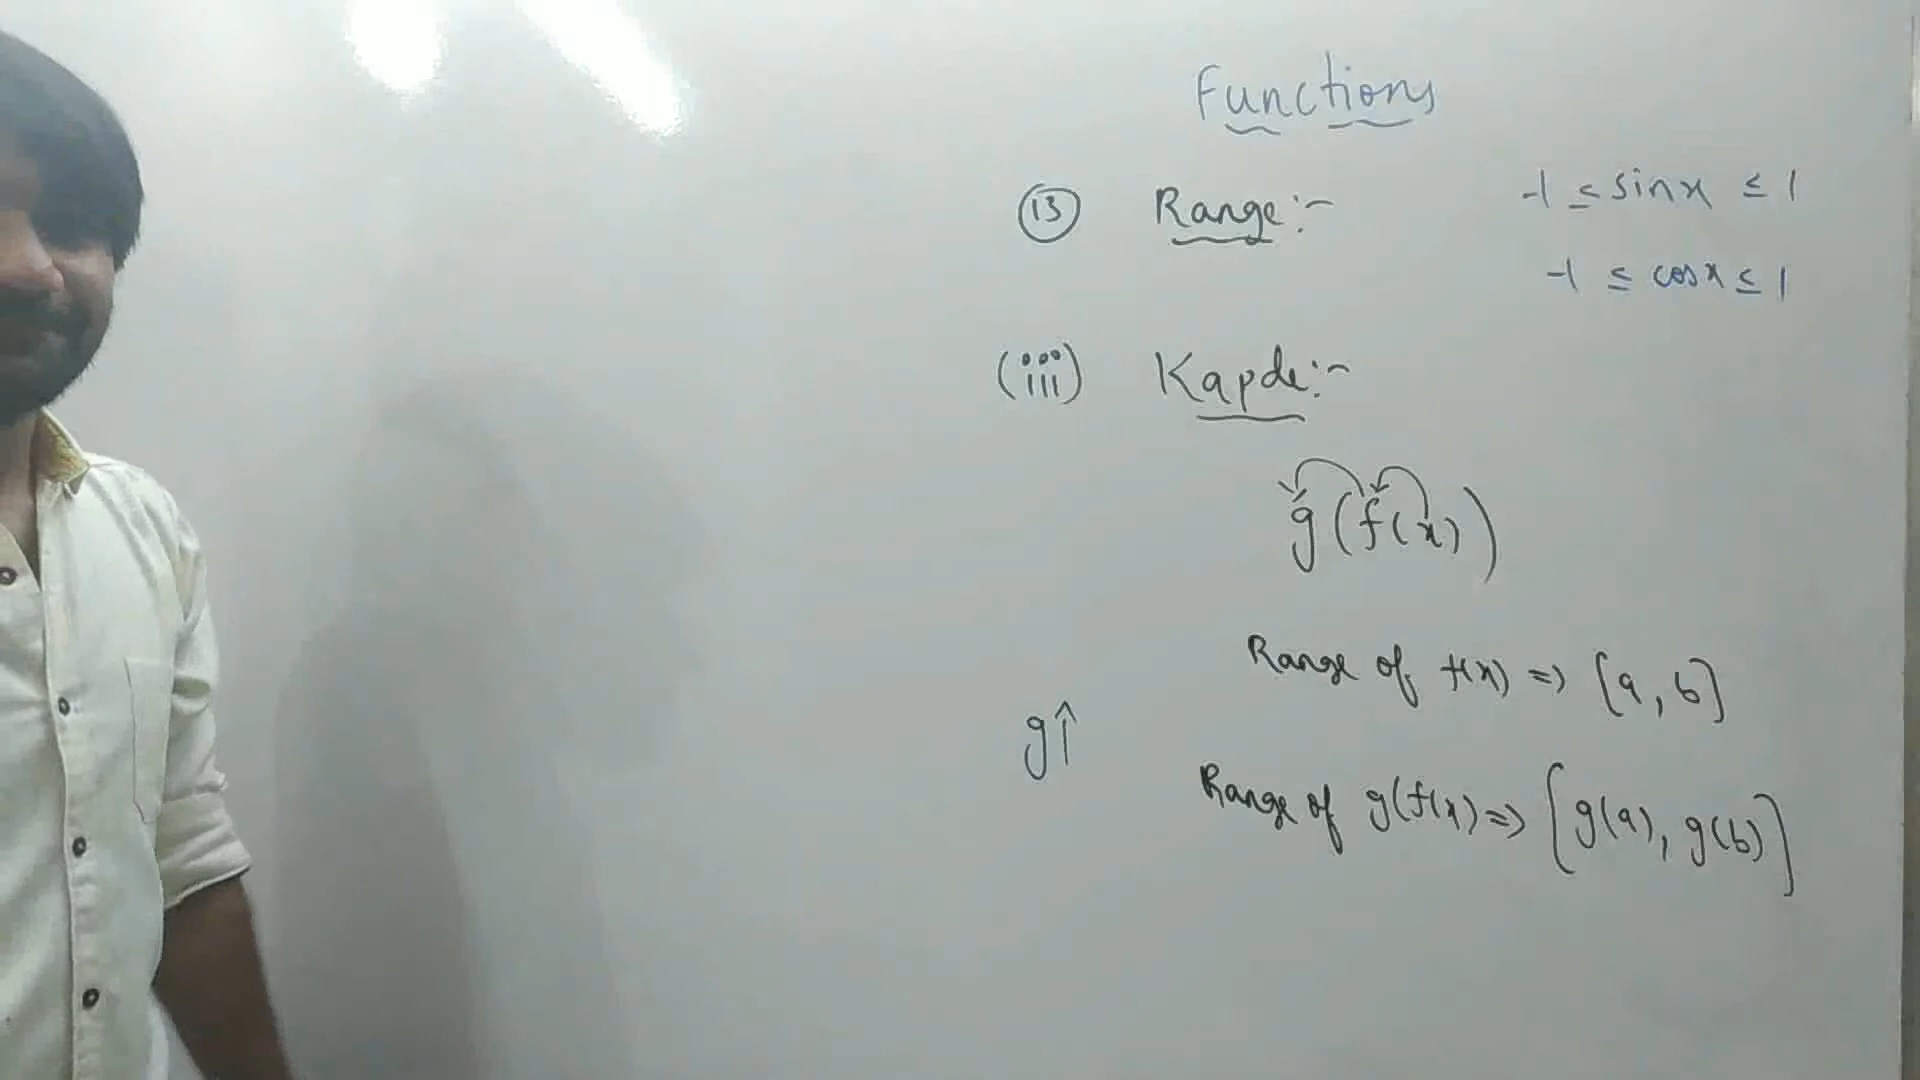 Functions
(13) Range:-
-1 ≤ sinx ≤ 1
-1 ≤ cosx ≤ 1
(iii) Kapde:-
g(f(x))
Range of f(x) => [a, b]
g↑
Range of g(f(x) => [g(a), g(b)]